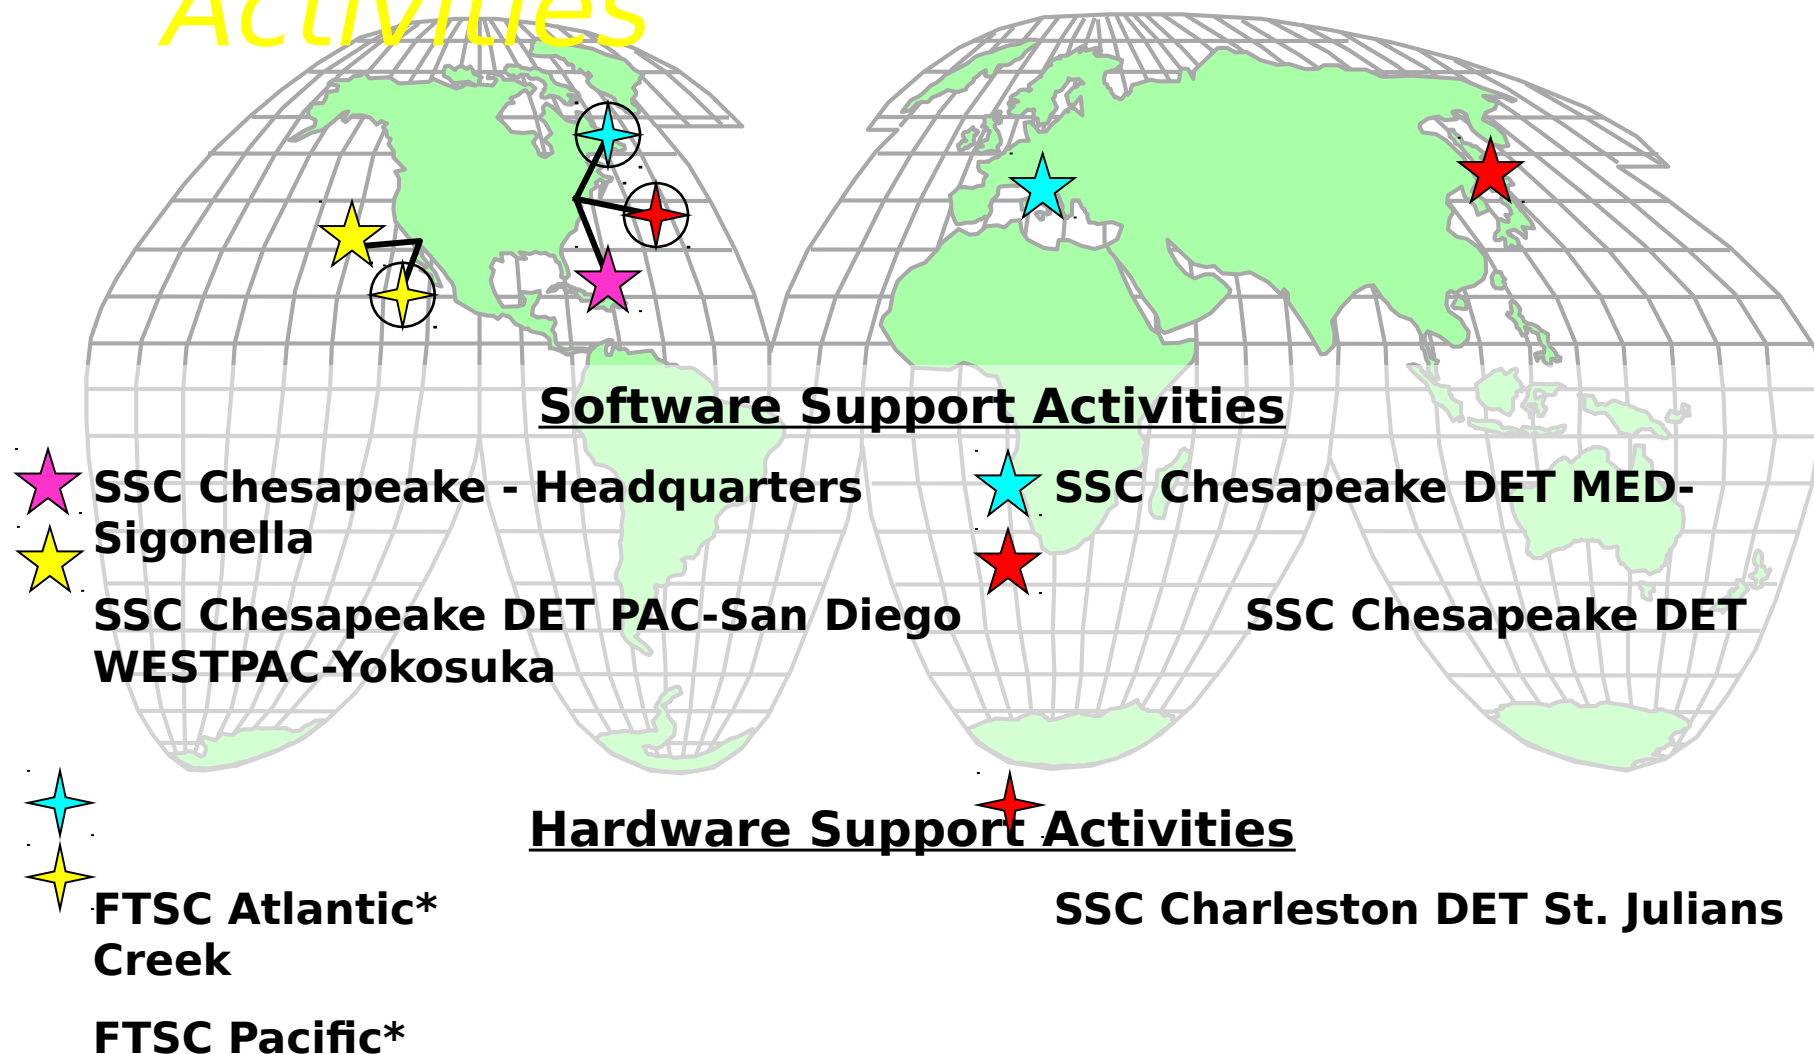 Activities
Software Support Activities
SSC Chesapeake - Headquarters SSC Chesapeake DET MED-
Sigonella
SSC Chesapeake DET PAC-San Diego SSC Chesapeake DET
WESTPAC-Yokosuka
Hardware Support Activities
FTSC Atlantic* SSC Charleston DET St. Julians
Creek
FTSC Pacific*